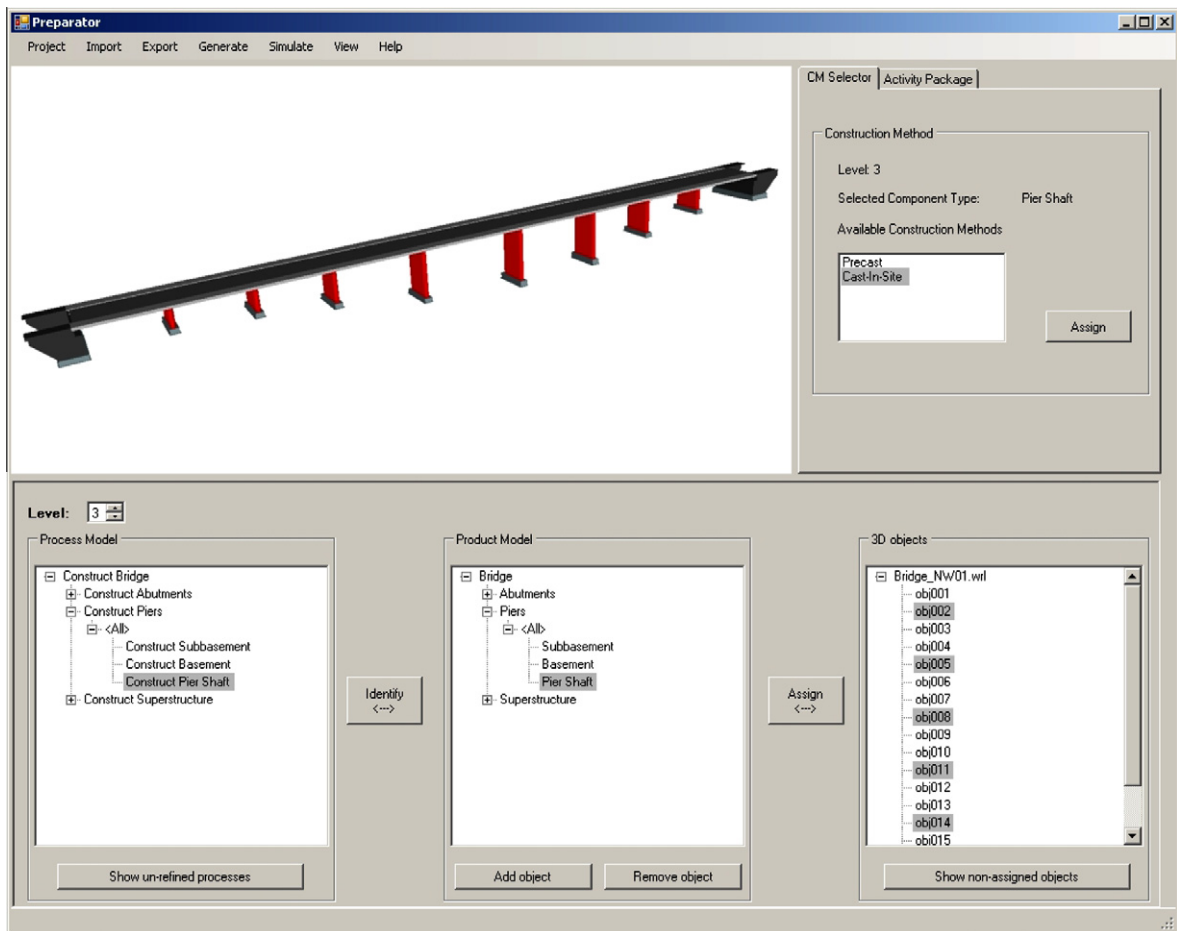 Preparator
Project Import Export Generate Simulate View Help
CM Selector Activity Package
Construction Method
Level: 3
Selected Component Type: Pier Shaft
Available Construction Methods
Precast
Cast-In-Site
Assign
Level: 3
Process Model
Construct Bridge
Construct Abutments
Construct Piers
<All>
Construct Subbasement
Construct Basement
Construct Pier Shaft
Construct Superstructure
Show un-refined processes
Identify
<--->
Product Model
Bridge
Abutments
Piers
<All>
Subbasement
Basement
Pier Shaft
Superstructure
Add object Remove object
Assign
<--->
3D objects
Bridge_NW01.wrl
obj001
obj002
obj003
obj004
obj005
obj006
obj007
obj008
obj009
obj010
obj011
obj012
obj013
obj014
obj015
Show non-assigned objects